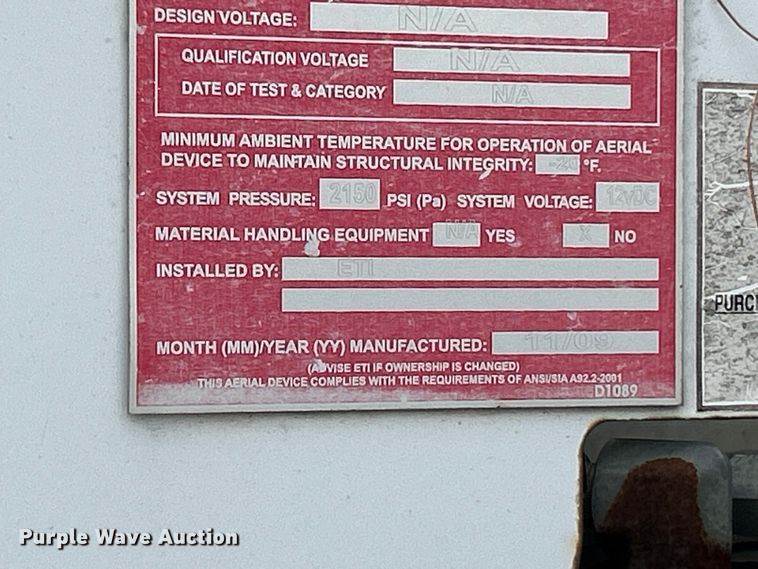 DESIGN VOLTAGE: N/A
QUALIFICATION VOLTAGE N/A
DATE OF TEST & CATEGORY N/A
MINIMUM AMBIENT TEMPERATURE FOR OPERATION OF AERIAL
DEVICE TO MAINTAIN STRUCTURAL INTEGRITY: -20 °F.
SYSTEM PRESSURE: 2150 PSI (Pa) SYSTEM VOLTAGE: 12VDC
MATERIAL HANDLING EQUIPMENT N/A YES X NO
INSTALLED BY: ETI
MONTH (MM)/YEAR (YY) MANUFACTURED: 11/09
(ADVISE ETI IF OWNERSHIP IS CHANGED)
THIS AERIAL DEVICE COMPLIES WITH THE REQUIREMENTS OF ANSI/SIA A92.2-2001
D1089
PURC
Purple Wave Auction